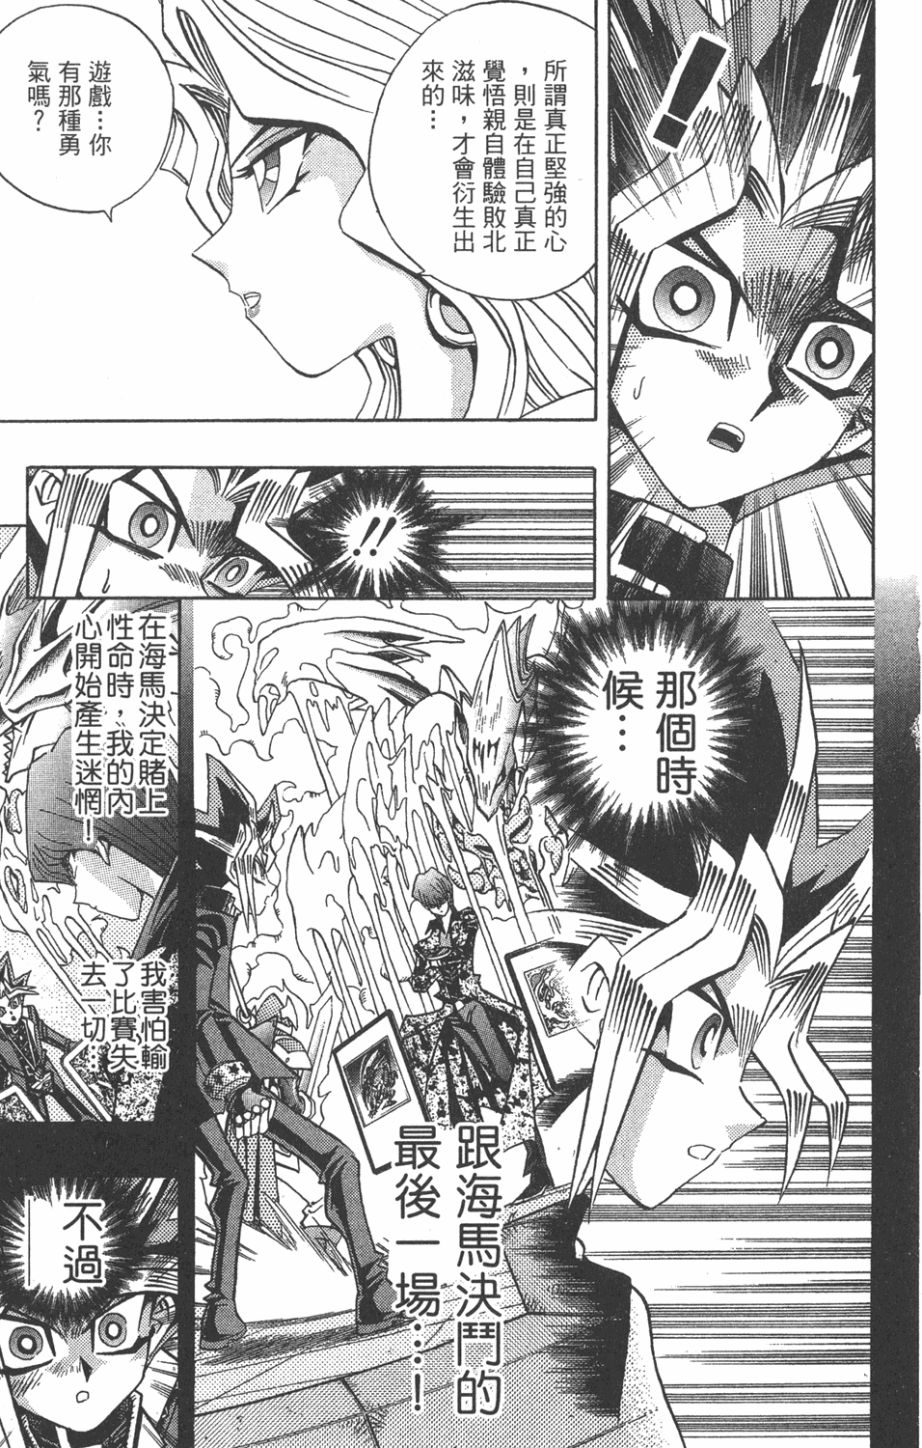 ！
所謂真正堅強的心
，則是在自己真正
覺悟親自體驗敗北
滋味，才會衍生出
來的…
遊戲…你
有那種勇
氣嗎？
！！
那個時
候…
跟海馬決鬥的
最後一場…！
在海馬決定賭上
性命時，我的內
心開始產生迷惘！
我害怕輸
了比賽失
去一切…
不過
──